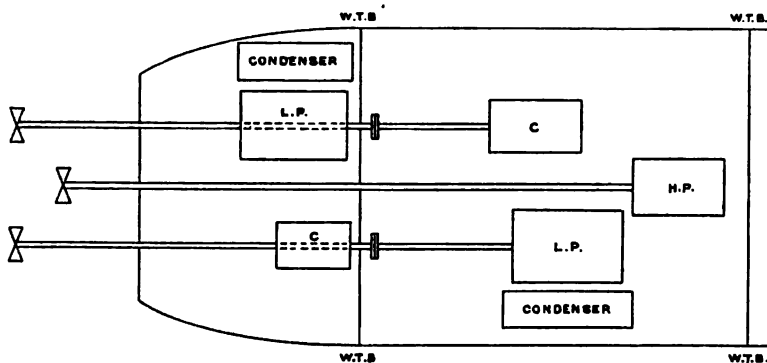 W.T.B
W.T.B.
CONDENSER
L.P.
C
H.P.
C
L.P.
CONDENSER
W.T.B
W.T.B.